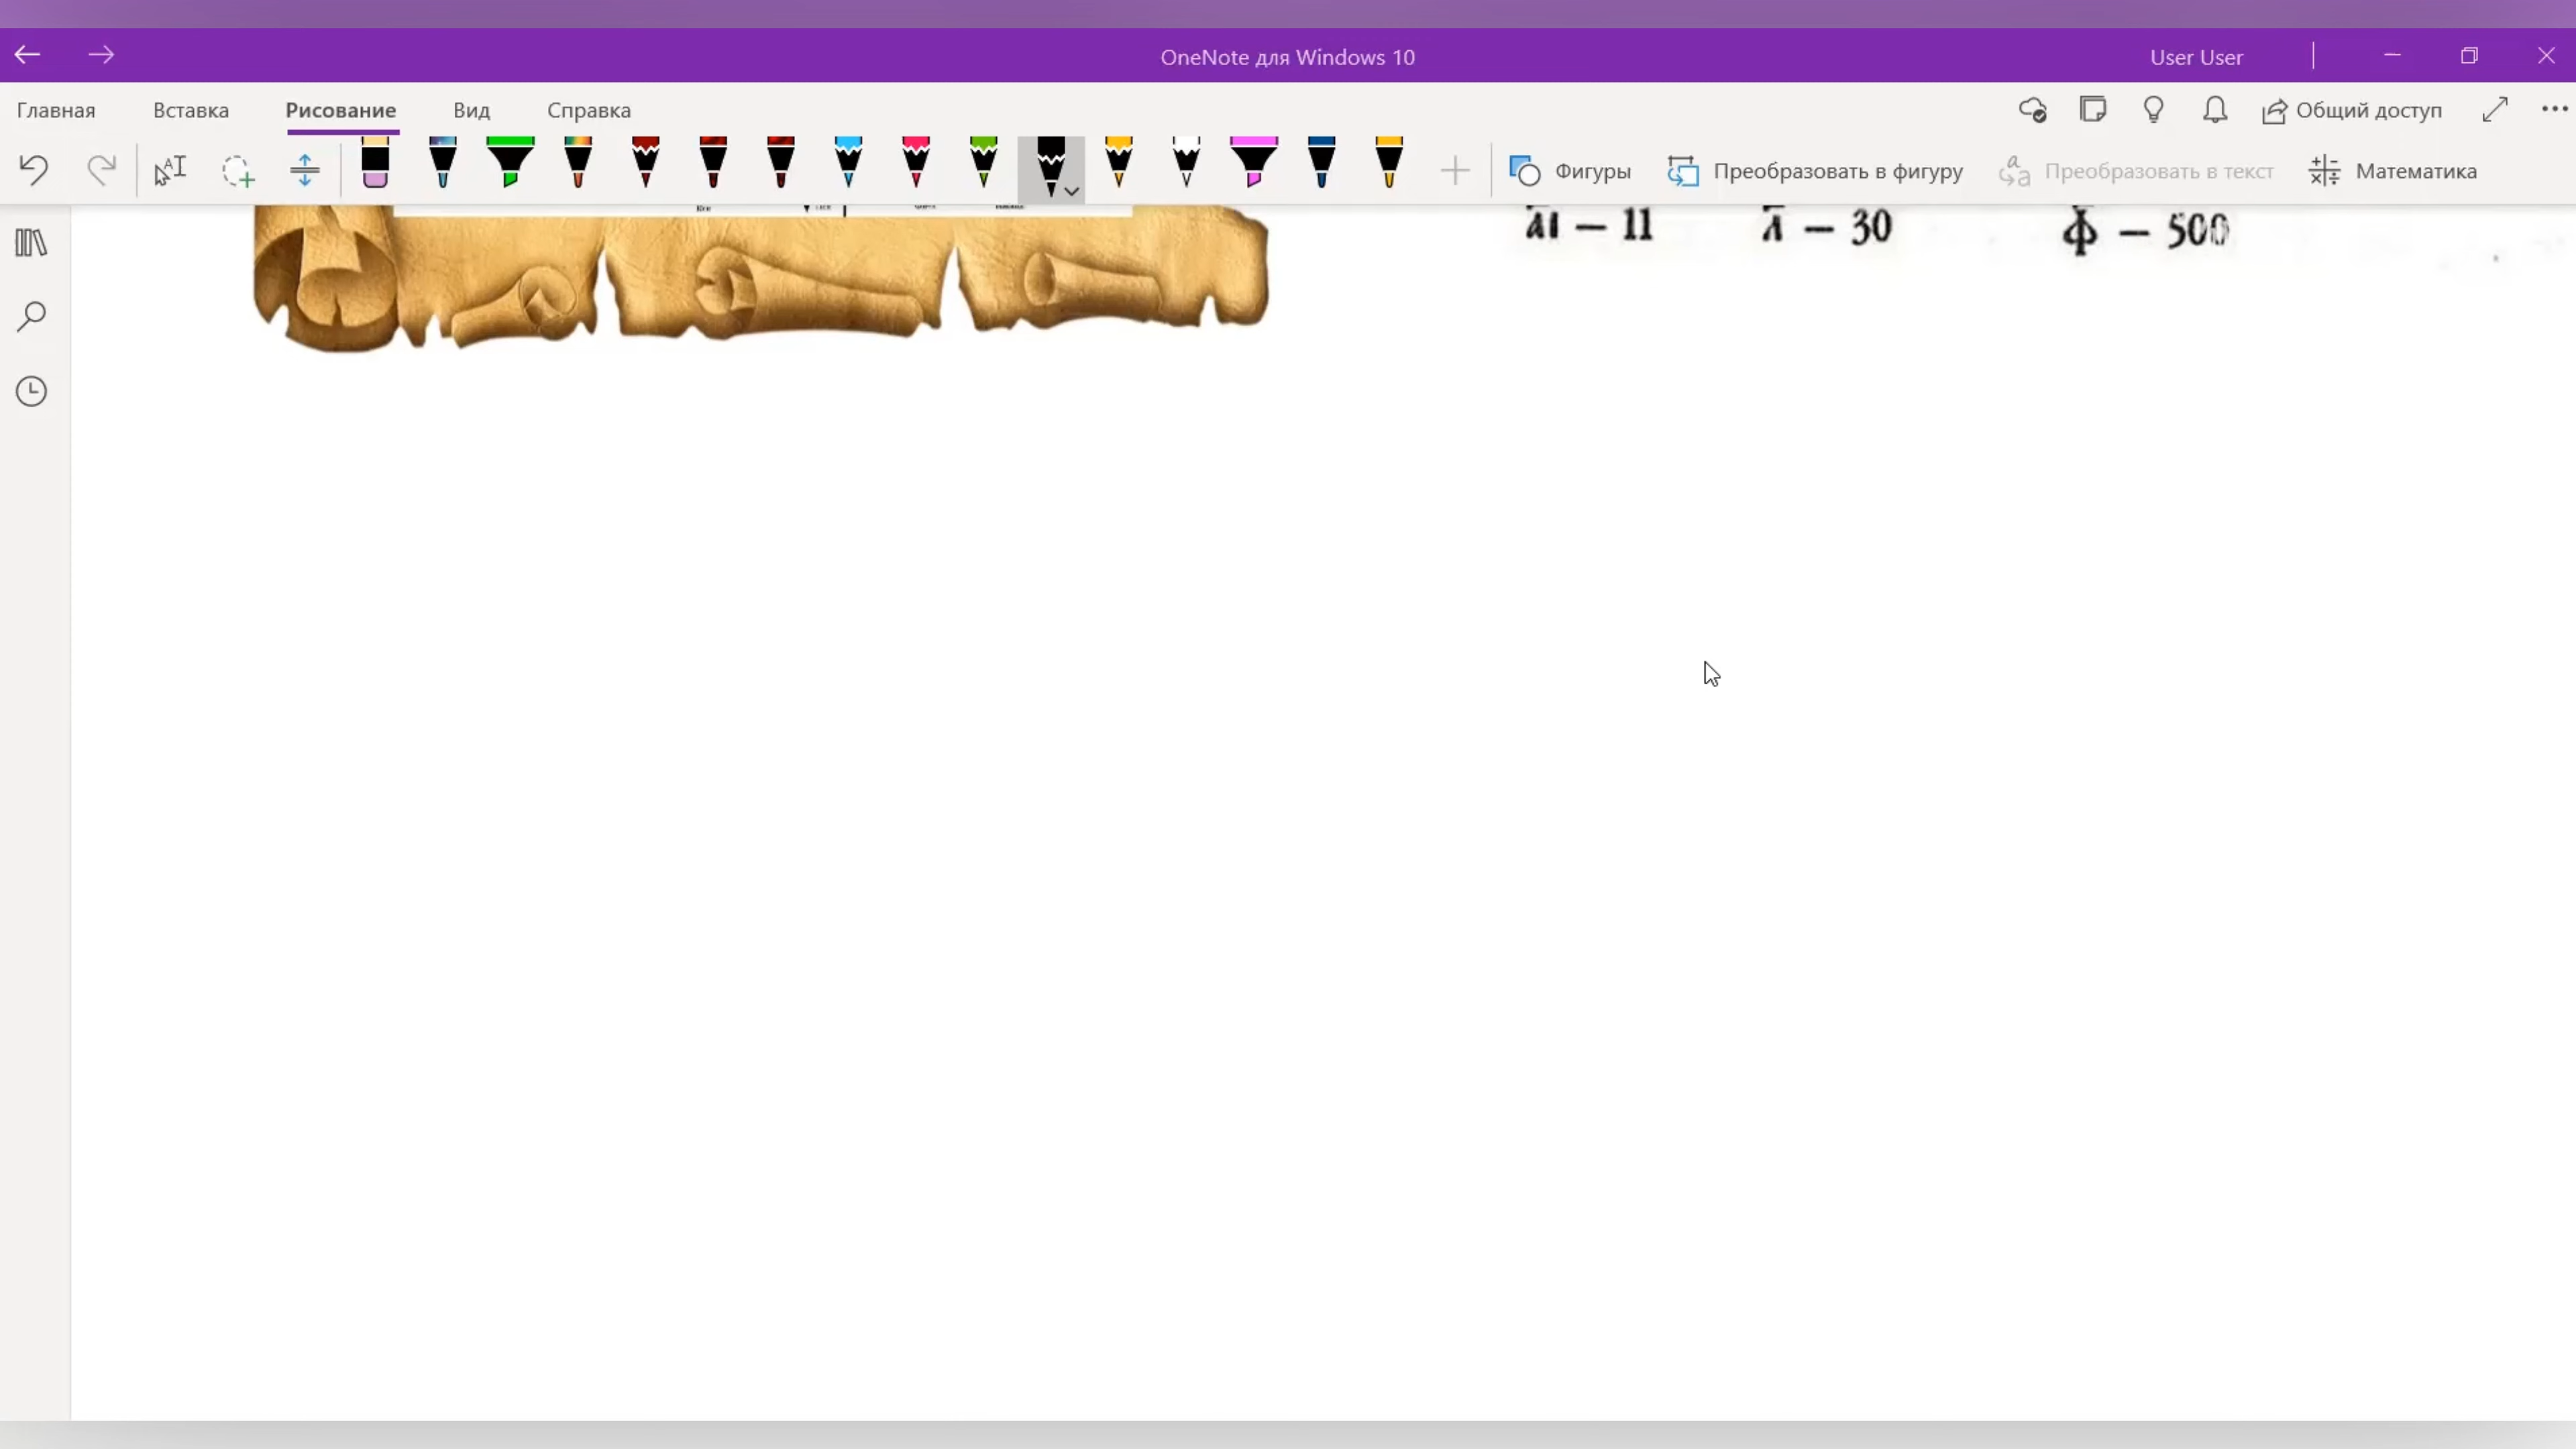 OneNote для Windows 10
User User
Главная Вставка Рисование Вид Справка
Общий доступ
Фигуры Преобразовать в фигуру Преобразовать в текст Математика
аі — 11 л — 30 ф — 500